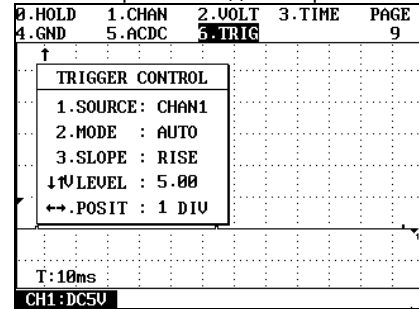 0.HOLD 1.CHAN 2.VOLT 3.TIME PAGE
4.GND 5.ACDC 6.TRIG 9
TRIGGER CONTROL
1.SOURCE: CHAN1
2.MODE : AUTO
3.SLOPE : RISE
↓↑V LEVEL : 5.00
←→.POSIT : 1 DIV
T:10ms
CH1:DC5V